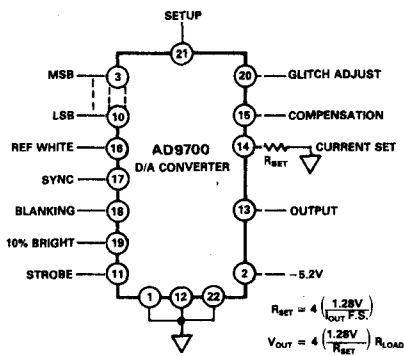 SETUP
21
MSB 3
20 GLITCH ADJUST
LSB 10
15 COMPENSATION
REF WHITE 16
AD9700
D/A CONVERTER
14 CURRENT SET
RSET
SYNC 17
BLANKING 18
13 OUTPUT
10% BRIGHT 19
STROBE 11
2 -5.2V
1 12 22
RSET = 4 (1.28V / IOUT F.S.)
VOUT = 4 (1.28V / RSET) RLOAD